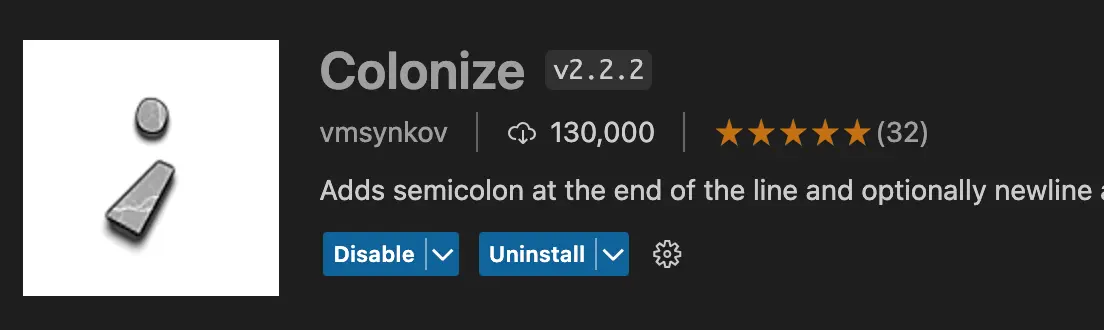 Colonize v2.2.2
vmsynkov 130,000 (32)
Adds semicolon at the end of the line and optionally newline
Disable Uninstall